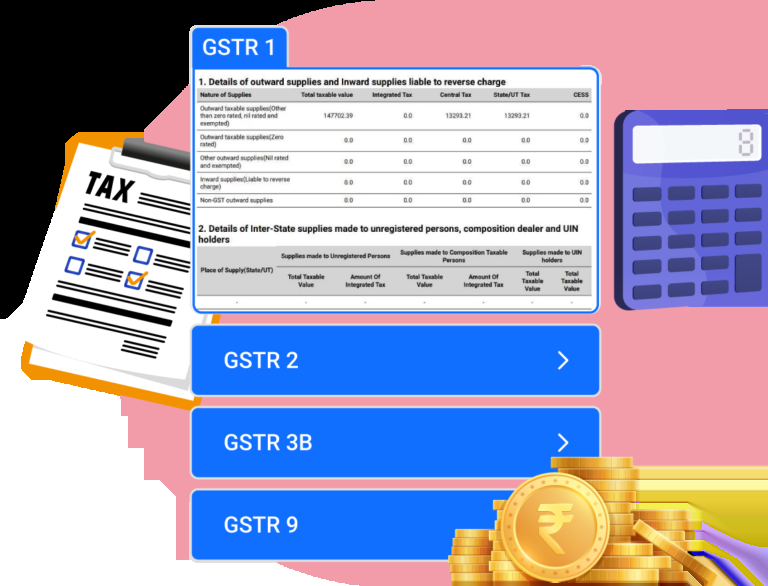 GSTR 1
1. Details of outward supplies and Inward supplies liable to reverse charge
Nature of Supplies Total taxable value Integrated Tax Central Tax State/UT Tax CESS
Outward taxable supplies(Other
than zero rated, nil rated and
exempted) 147702.39 0.0 13293.21 13293.21 0.0
Outward taxable supplies(Zero
rated) 0.0 0.0 0.0 0.0 0.0
Other outward supplies(Nil rated
and exempted) 0.0 0.0 0.0 0.0 0.0
Inward supplies(Liable to reverse
charge) 0.0 0.0 0.0 0.0 0.0
Non-GST outward supplies 0.0 0.0 0.0 0.0 0.0
2. Details of Inter-State supplies made to unregistered persons, composition dealer and UIN
holders
Place of Supply(State/UT) Supplies made to Unregistered Persons Supplies made to Composition Taxable
Persons Supplies made to UIN
holders
Total Taxable
Value Amount Of
Integrated Tax Total Taxable
Value Amount Of
Integrated Tax Total
Taxable
Value Total
Taxable
Value
- - - - - - -
TAX
8
GSTR 2
GSTR 3B
GSTR 9
₹